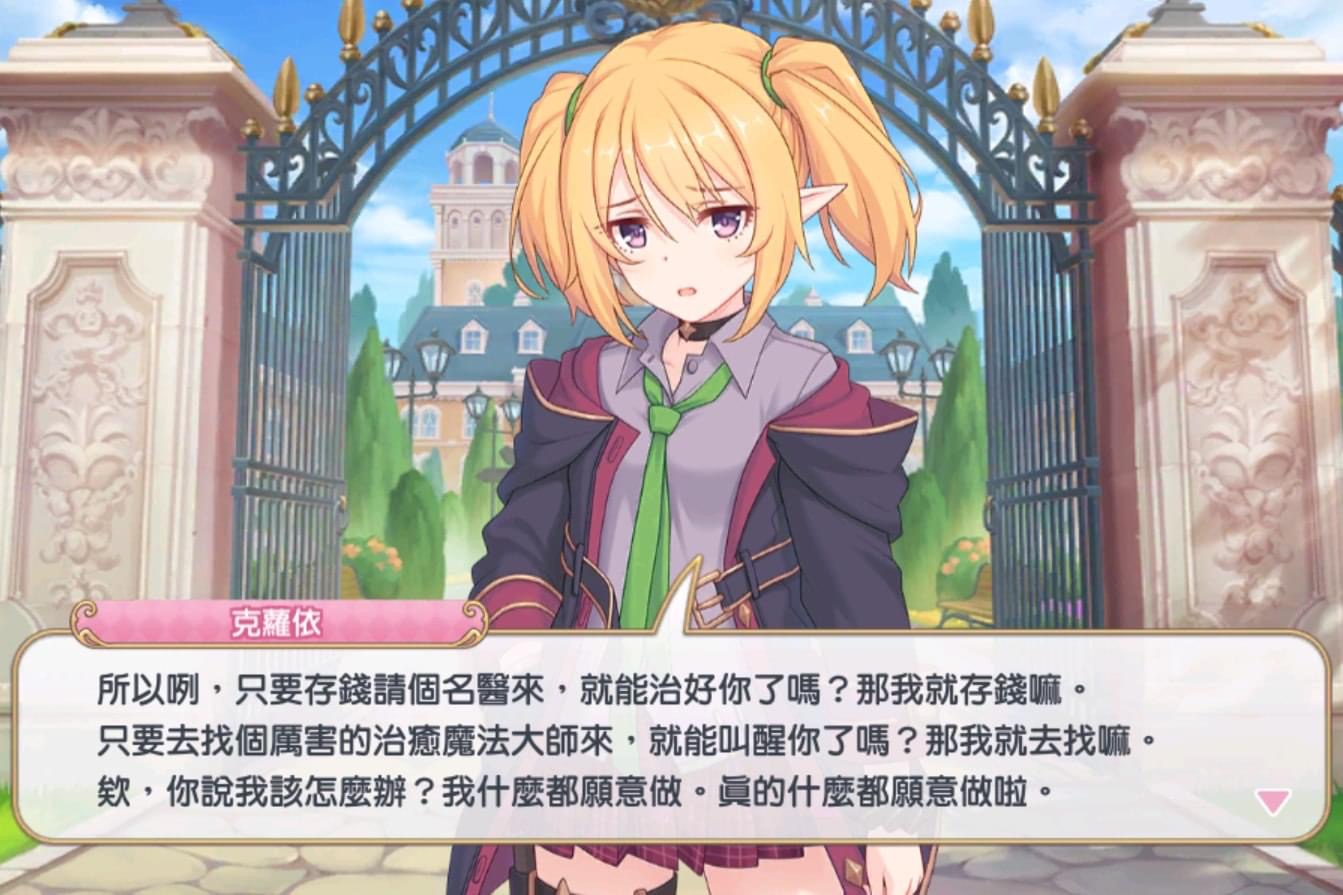 克蘿依
所以咧，只要存錢請個名醫來，就能治好你了嗎？那我就存錢嘛。
只要去找個厲害的治癒魔法大師來，就能叫醒你了嗎？那我就去找嘛。
欸，你說我該怎麼辦？我什麼都願意做。真的什麼都願意做啦。